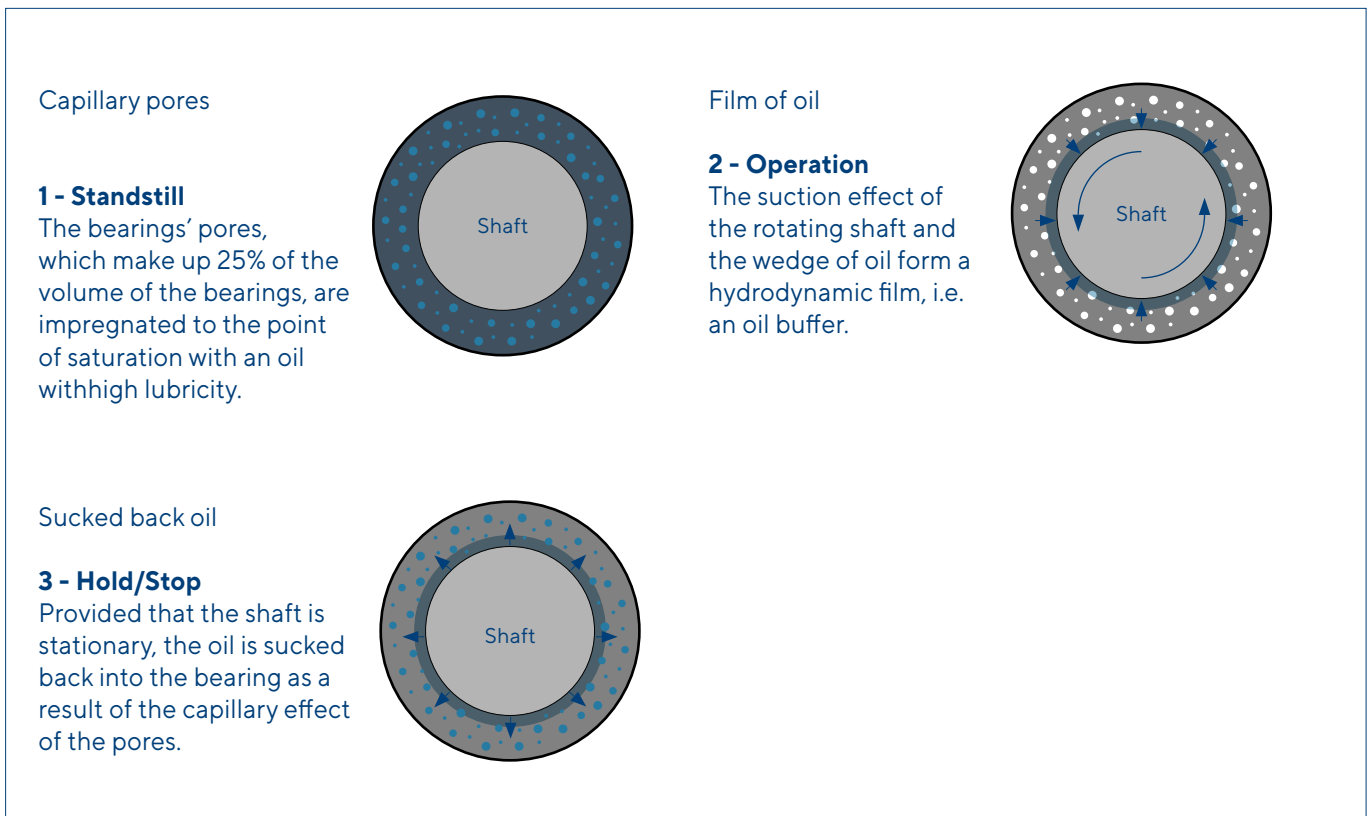 Capillary pores
1 - Standstill
The bearings’ pores,
which make up 25% of the
volume of the bearings, are
impregnated to the point
of saturation with an oil
withhigh lubricity.
Shaft
Film of oil
2 - Operation
The suction effect of
the rotating shaft and
the wedge of oil form a
hydrodynamic film, i.e.
an oil buffer.
Shaft
Sucked back oil
3 - Hold/Stop
Provided that the shaft is
stationary, the oil is sucked
back into the bearing as a
result of the capillary effect
of the pores.
Shaft